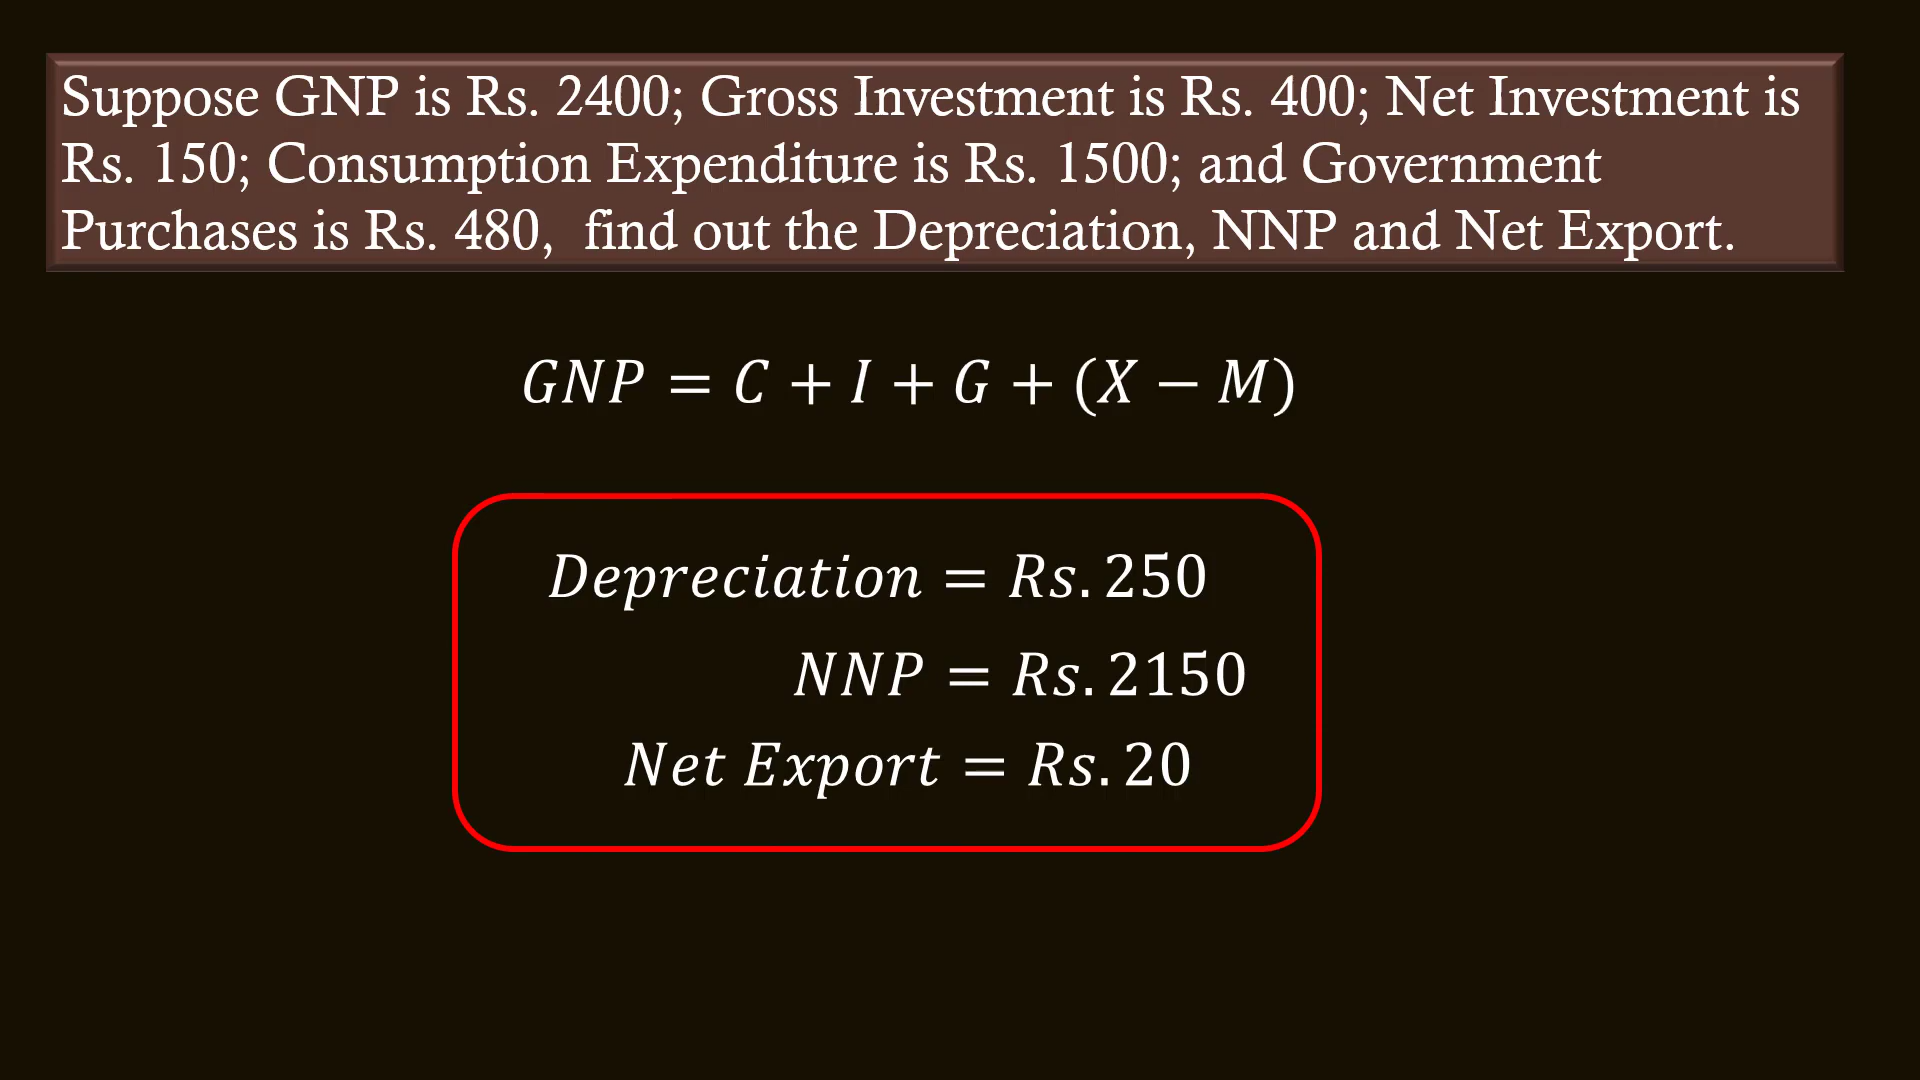 Suppose GNP is Rs. 2400; Gross Investment is Rs. 400; Net Investment is
Rs. 150; Consumption Expenditure is Rs. 1500; and Government
Purchases is Rs. 480, find out the Depreciation, NNP and Net Export.
GNP = C + I + G + (X − M)
Depreciation = Rs. 250
NNP = Rs. 2150
Net Export = Rs. 20